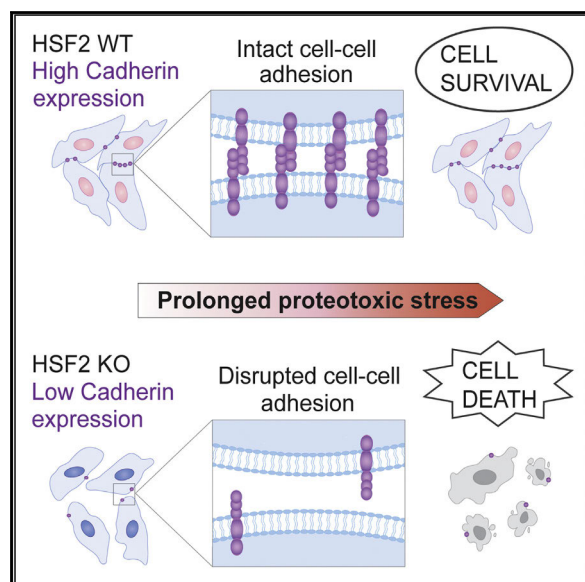 HSF2 WT
High Cadherin
expression
Intact cell-cell
adhesion
CELL
SURVIVAL
Prolonged proteotoxic stress
HSF2 KO
Low Cadherin
expression
Disrupted cell-cell
adhesion
CELL
DEATH